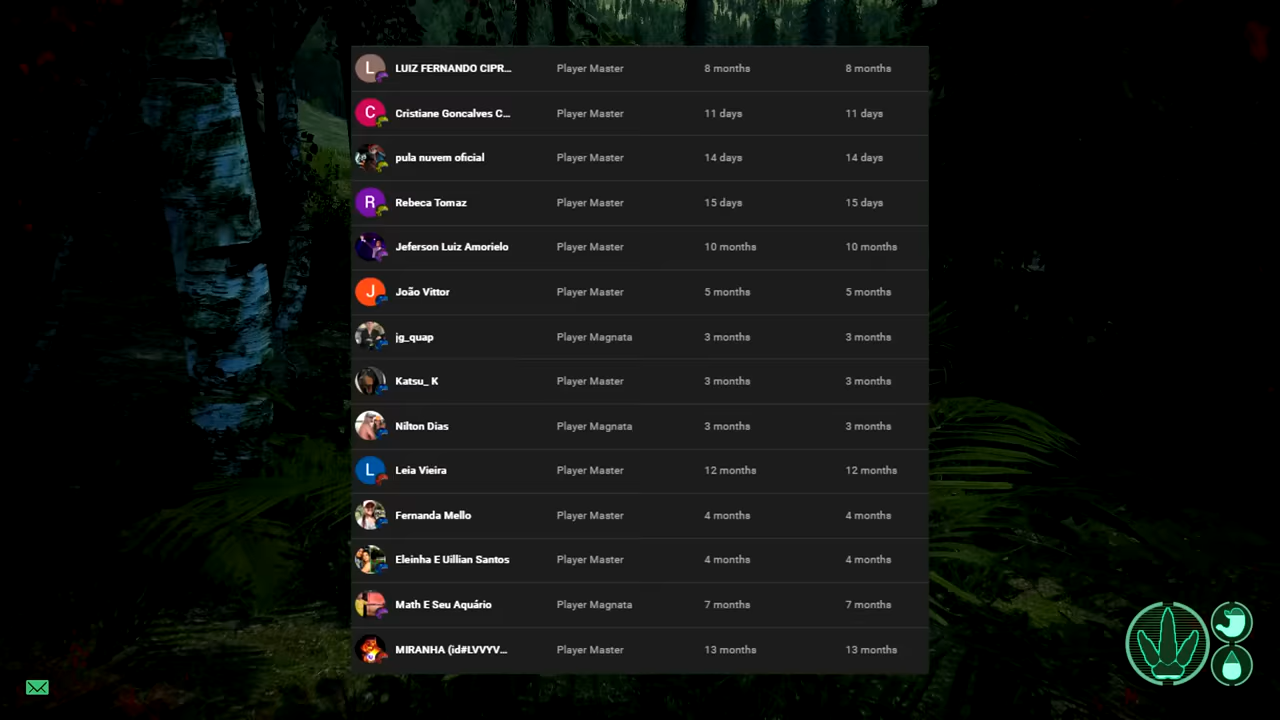 L LUIZ FERNANDO CIPR... Player Master 8 months 8 months
C Cristiane Goncalves C... Player Master 11 days 11 days
pula nuvem oficial Player Master 14 days 14 days
R Rebeca Tomaz Player Master 15 days 15 days
Jeferson Luiz Amorielo Player Master 10 months 10 months
J João Vittor Player Master 5 months 5 months
jg_quap Player Magnata 3 months 3 months
Katsu_ K Player Master 3 months 3 months
Nilton Dias Player Magnata 3 months 3 months
L Leia Vieira Player Master 12 months 12 months
Fernanda Mello Player Master 4 months 4 months
Eleinha E Uillian Santos Player Master 4 months 4 months
Math E Seu Aquário Player Magnata 7 months 7 months
MIRANHA (id#LVVYV... Player Master 13 months 13 months